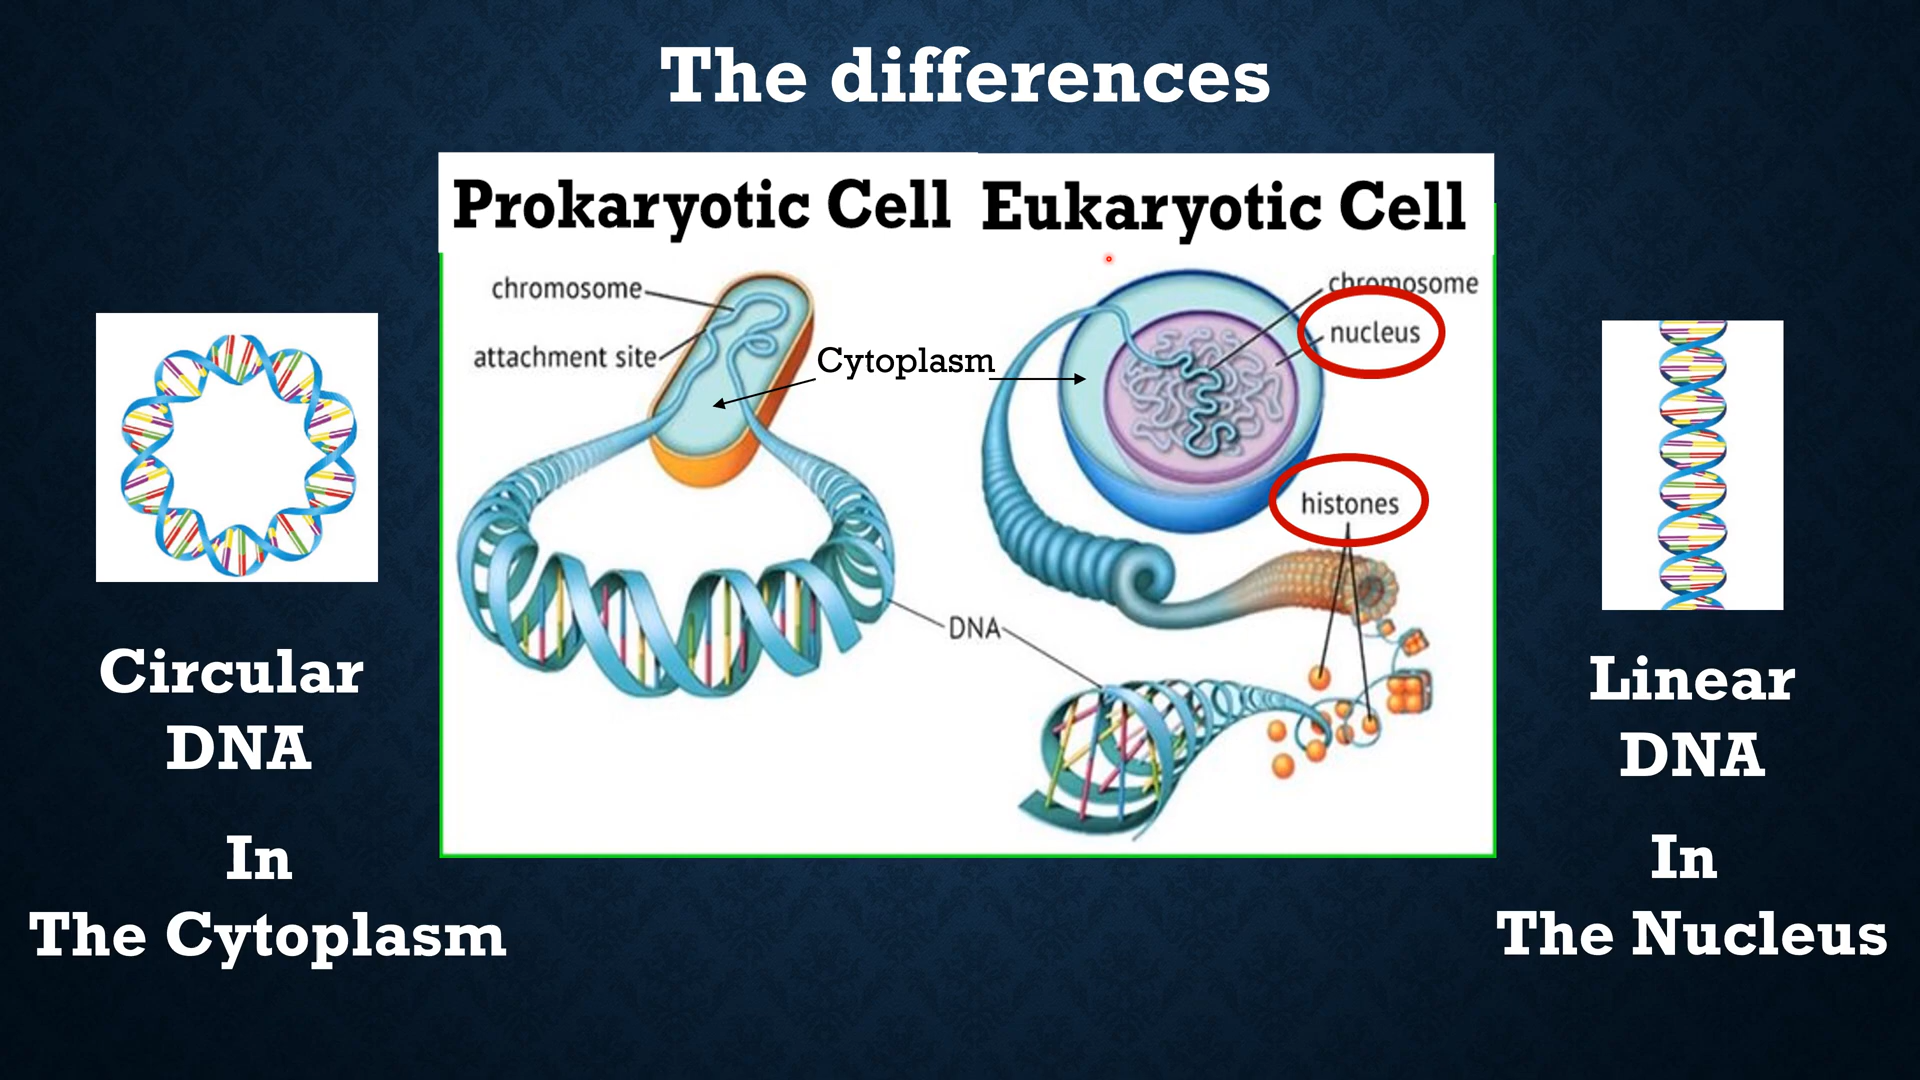 The differences
Prokaryotic Cell
Eukaryotic Cell
chromosome
attachment site
Cytoplasm
chromosome
nucleus
histones
DNA
Circular
DNA
In
The Cytoplasm
Linear
DNA
In
The Nucleus